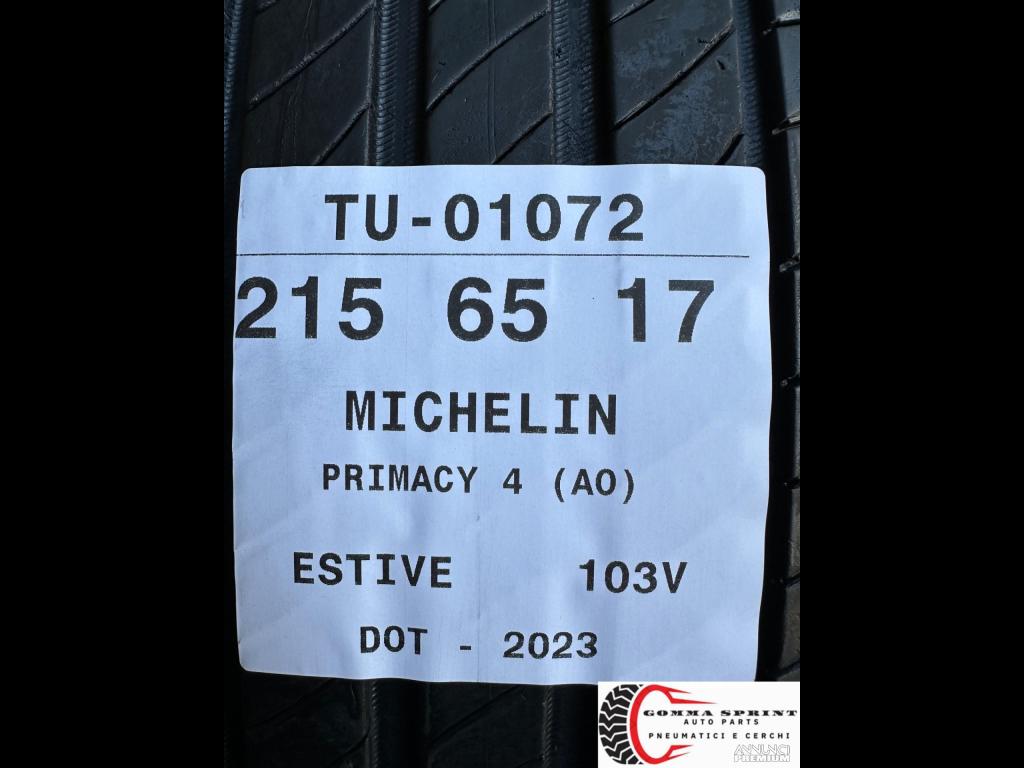 TU-01072
215 65 17
MICHELIN
PRIMACY 4 (AO)
ESTIVE 103V
DOT - 2023
GOMMA SPRINT
AUTO PARTS
PNEUMATICI E CERCHI
ANNUNCI
PREMIUM